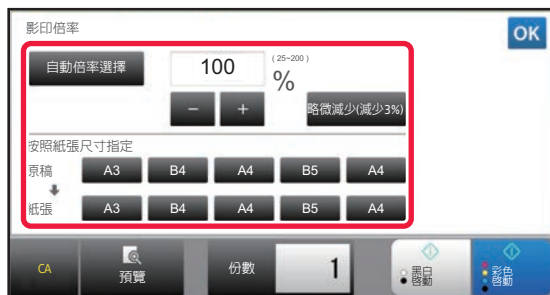 影印倍率
OK
自動倍率選擇 100 (25~200) %
− + 略微減少(減少3%)
按照紙張尺寸指定
原稿 A3 B4 A4 B5 A4
紙張 A3 B4 A4 B5 A4
CA 預覽 份數 1 黑白啟動 彩色啟動